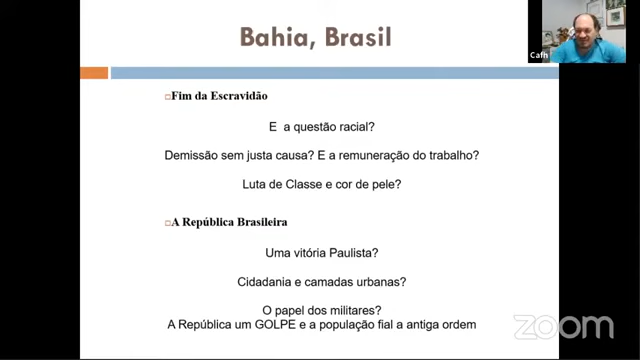 Bahia, Brasil
Cafh
Fim da Escravidão
E a questão racial?
Demissão sem justa causa? E a remuneração do trabalho?
Luta de Classe e cor de pele?
A República Brasileira
Uma vitória Paulista?
Cidadania e camadas urbanas?
O papel dos militares?
A República um GOLPE e a população fial a antiga ordem
zoom